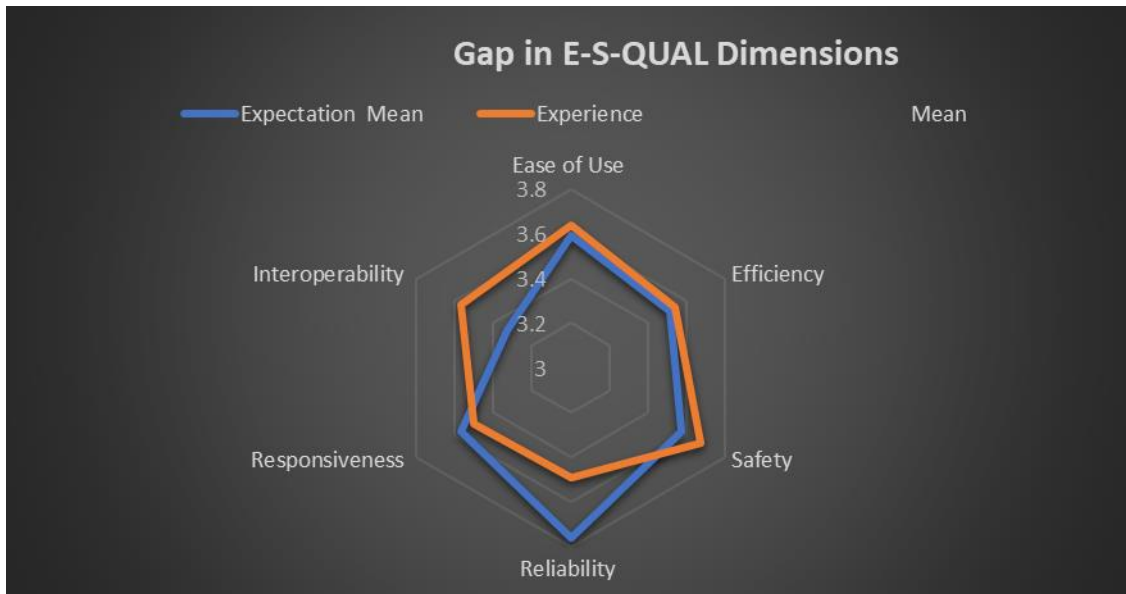 Gap in E-S-QUAL Dimensions
Expectation Mean Experience Mean
Ease of Use
3.8
3.6
Interoperability Efficiency
3.4
3.2
3
Responsiveness Safety
Reliability